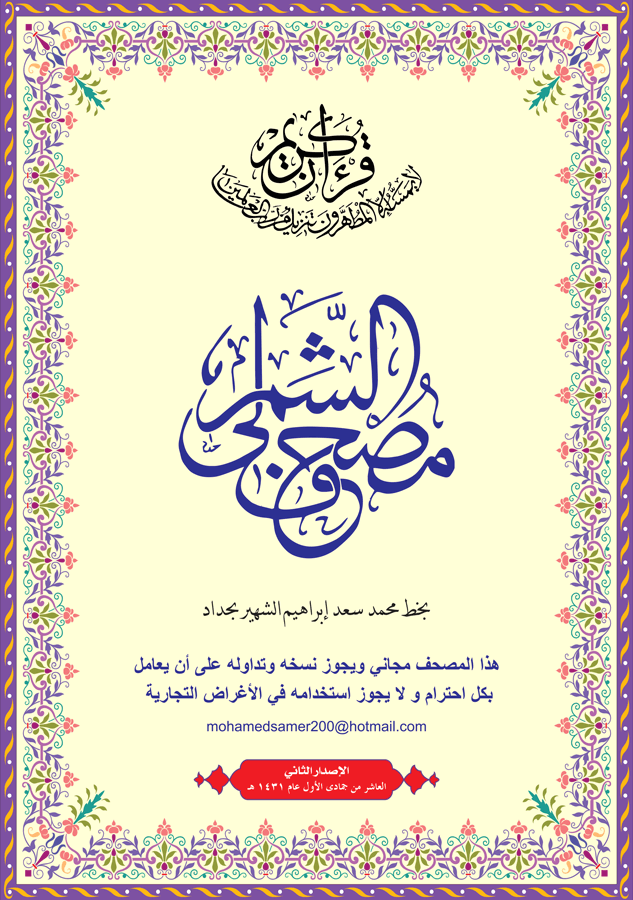 قرءان كريم
لا يمسه إلا المطهرون تنزيل من رب العالمين
مصحف الشمرلي
بخط محمد سعد إبراهيم الشهير بحداد
هذا المصحف مجاني ويجوز نسخه وتداوله على أن يعامل
بكل احترام و لا يجوز استخدامه في الأغراض التجارية
mohamedsamer200@hotmail.com
الإصدار الثاني
العاشر من جمادى الأول عام ١٤٣١ هـ